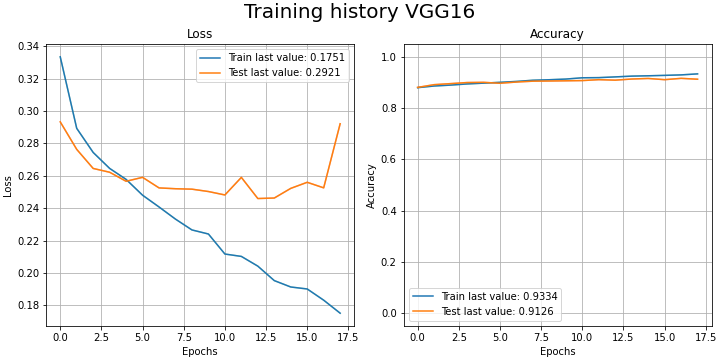 Training history VGG16
Loss
Train last value: 0.1751
Test last value: 0.2921
0.34
0.32
0.30
0.28
0.26
0.24
0.22
0.20
0.18
Loss
0.0 2.5 5.0 7.5 10.0 12.5 15.0 17.5
Epochs
Accuracy
1.0
0.8
0.6
0.4
0.2
0.0
Accuracy
Train last value: 0.9334
Test last value: 0.9126
0.0 2.5 5.0 7.5 10.0 12.5 15.0 17.5
Epochs